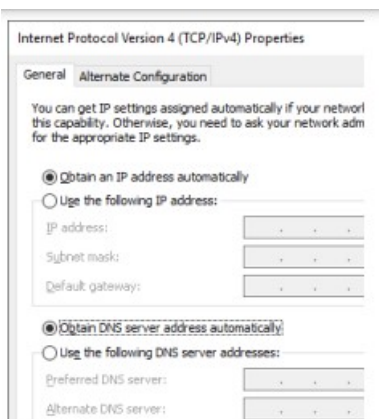 Internet Protocol Version 4 (TCP/IPv4) Properties
General Alternate Configuration
You can get IP settings assigned automatically if your networ
this capability. Otherwise, you need to ask your network adm
for the appropriate IP settings.
Obtain an IP address automatically
Use the following IP address:
IP address:
Subnet mask:
Default gateway:
Obtain DNS server address automatically
Use the following DNS server addresses:
Preferred DNS server:
Alternate DNS server: